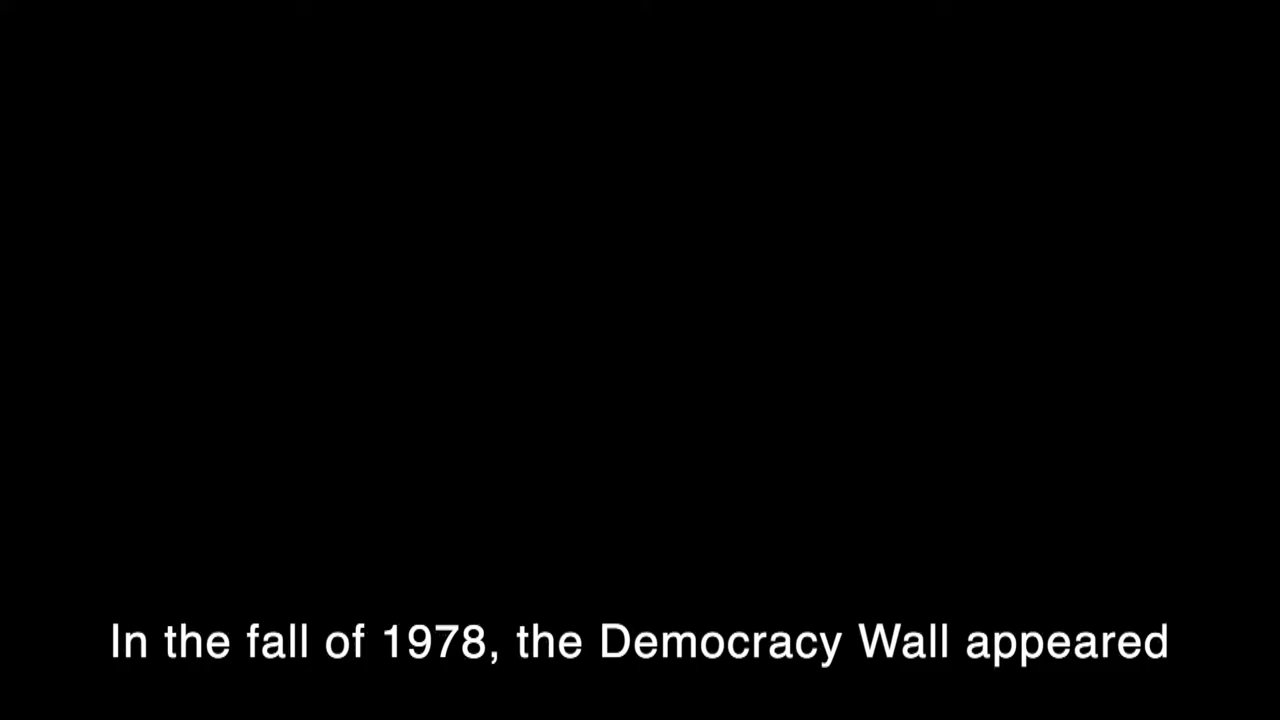 In the fall of 1978, the Democracy Wall appeared